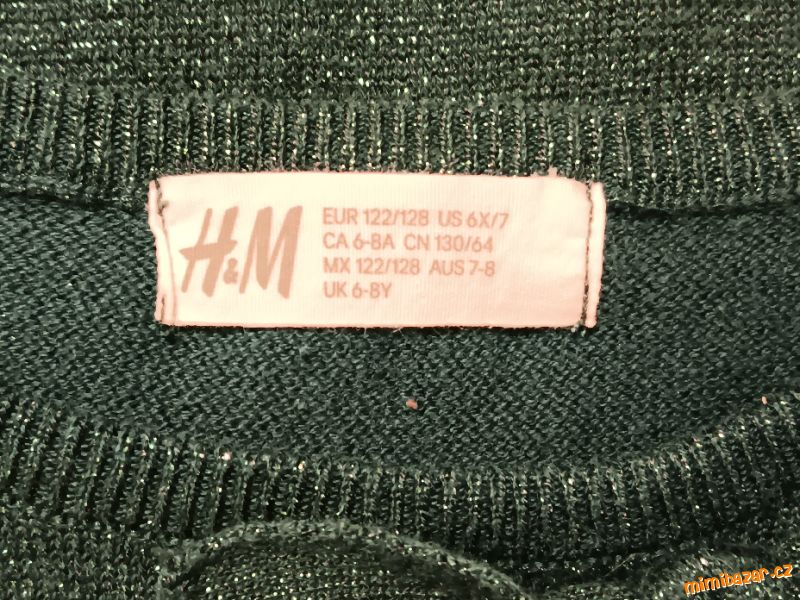 H&M
EUR 122/128 US 6X/7
CA 6-8A CN 130/64
MX 122/128 AUS 7-8
UK 6-8Y
mimibazar.cz